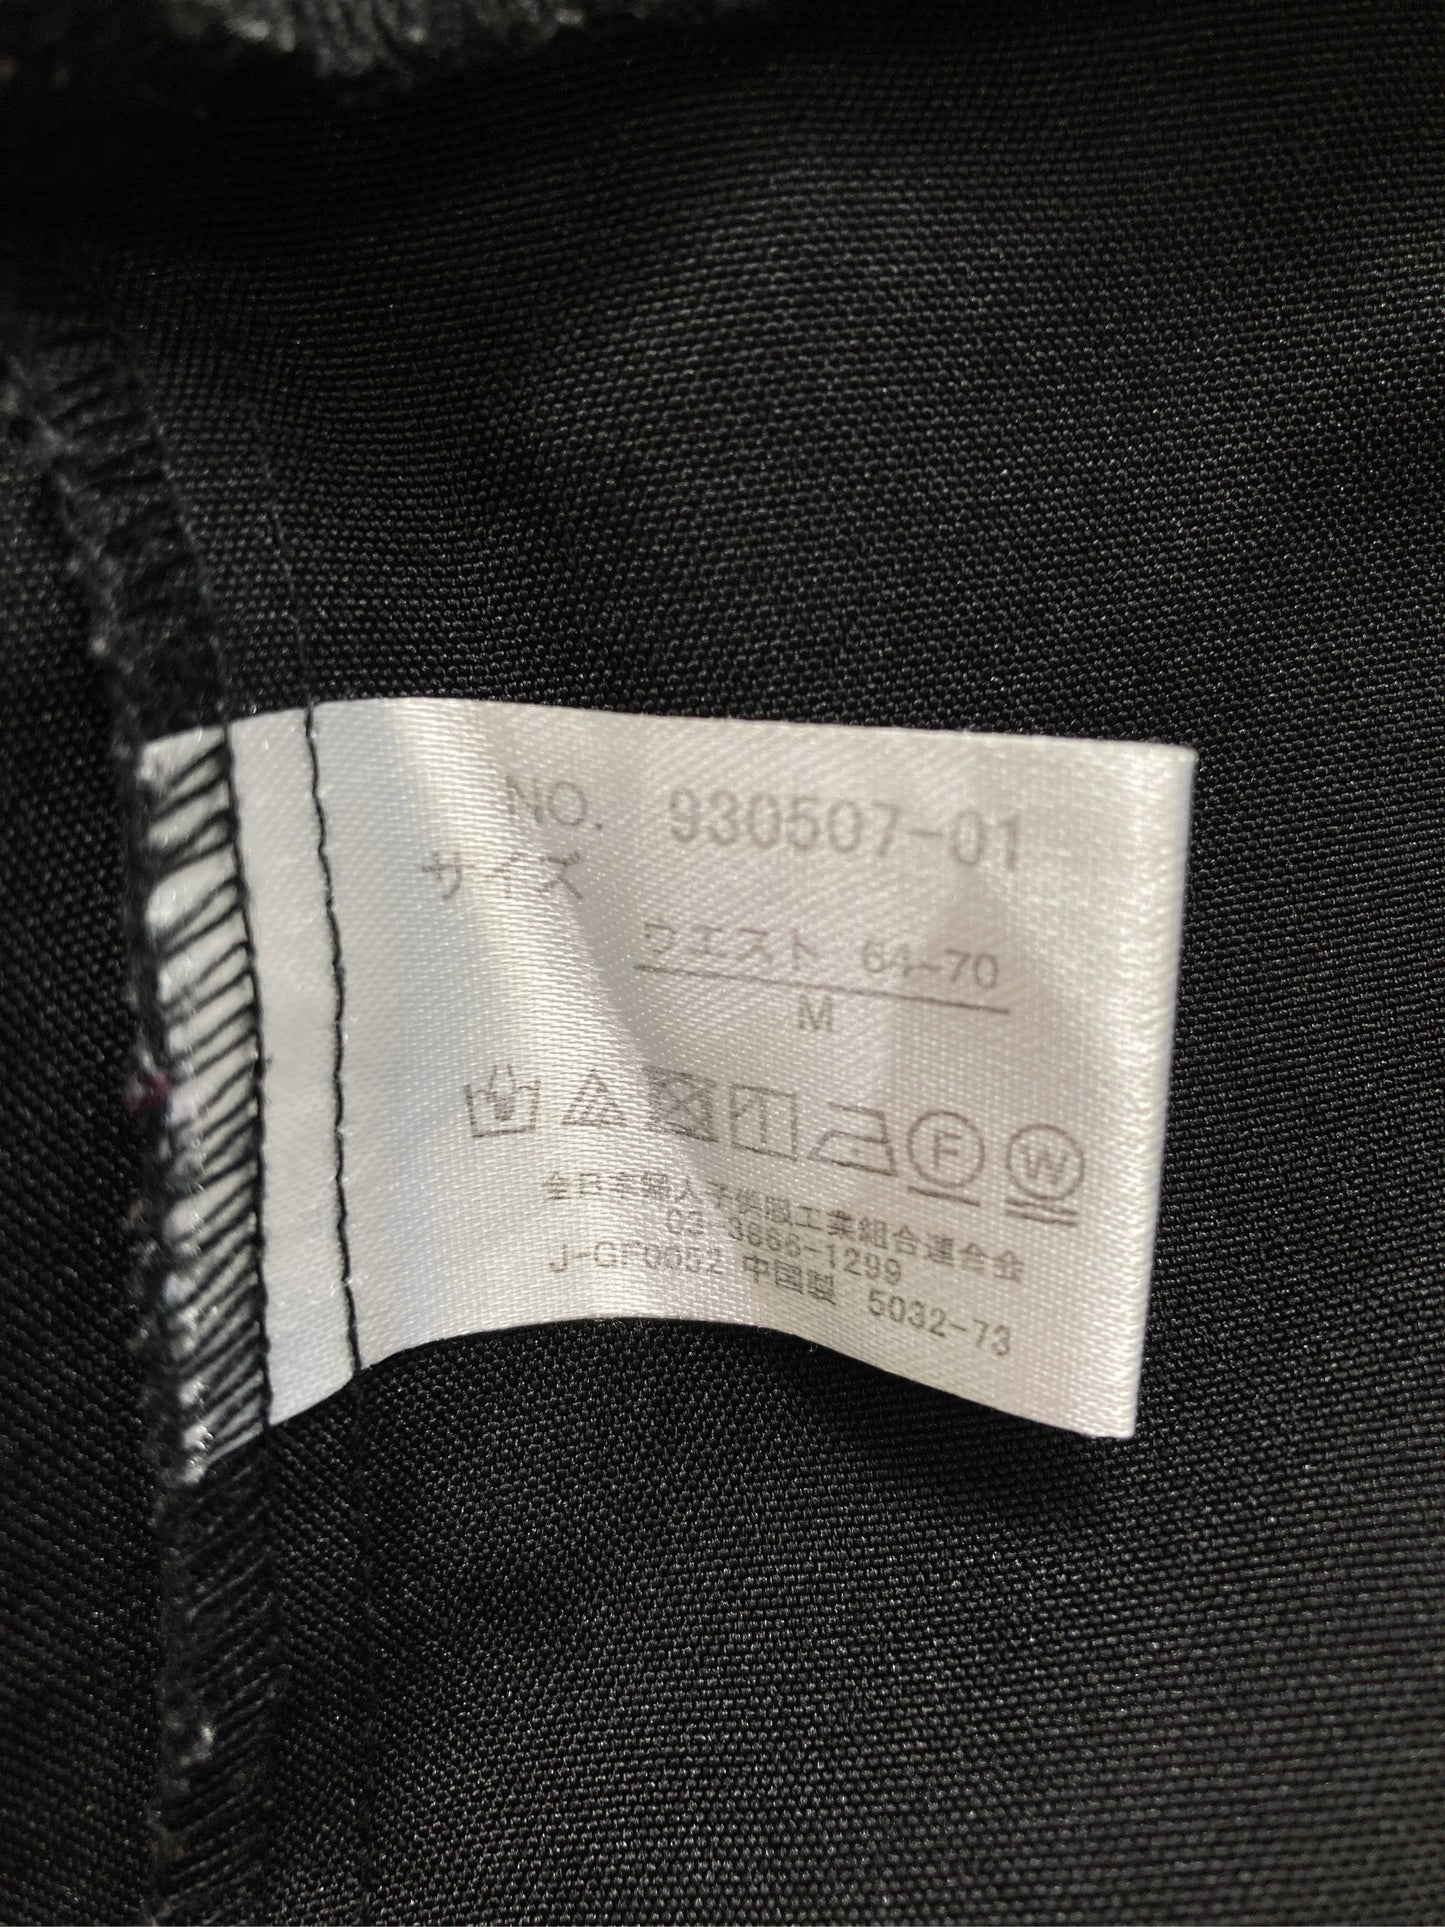 NO. 930507-01
サイズ
ウエスト 64-70
M
F W
全日本婦人子供服工業組合連合会
03-3666-1299
J-GF0052 中国製 5032-73